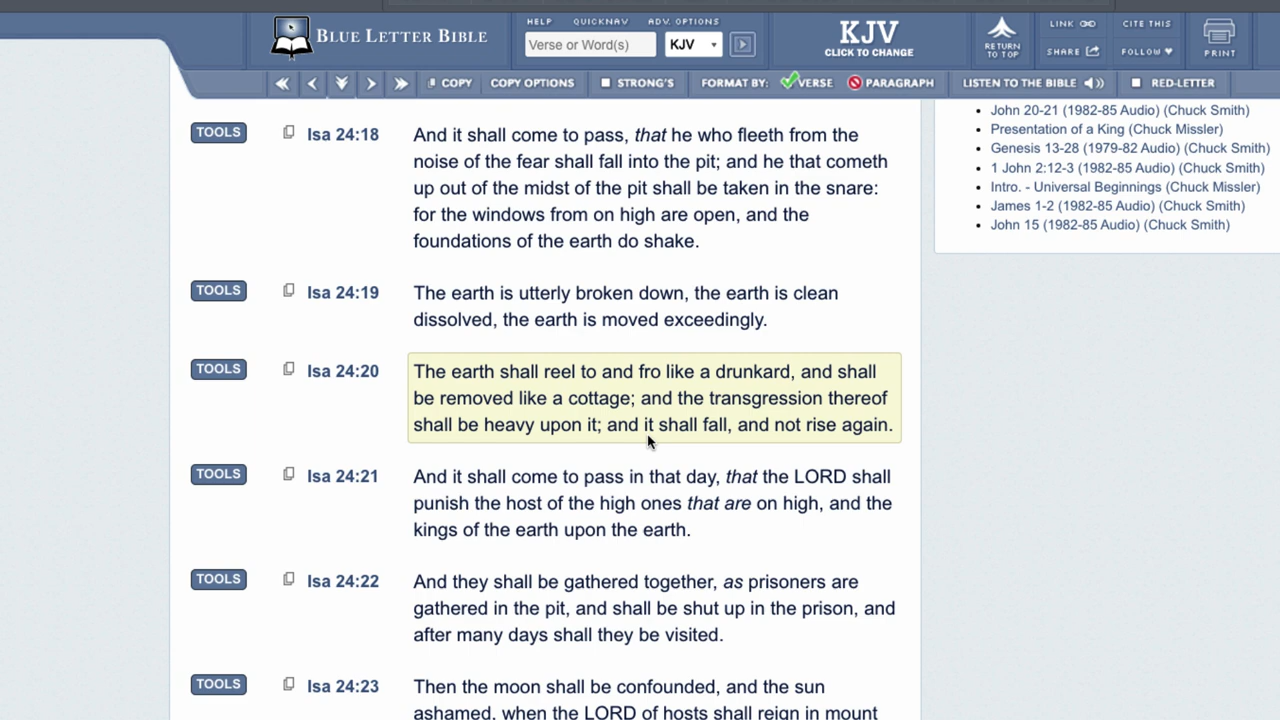 BLUE LETTER BIBLE
HELP QUICKNAV ADV. OPTIONS
Verse or Word(s) KJV
KJV
CLICK TO CHANGE
RETURN
TO TOP
LINK
SHARE
CITE THIS
FOLLOW
PRINT
COPY COPY OPTIONS STRONG'S FORMAT BY: VERSE PARAGRAPH LISTEN TO THE BIBLE RED-LETTER
TOOLS Isa 24:18 And it shall come to pass, that he who fleeth from the
noise of the fear shall fall into the pit; and he that cometh
up out of the midst of the pit shall be taken in the snare:
for the windows from on high are open, and the
foundations of the earth do shake.
TOOLS Isa 24:19 The earth is utterly broken down, the earth is clean
dissolved, the earth is moved exceedingly.
TOOLS Isa 24:20 The earth shall reel to and fro like a drunkard, and shall
be removed like a cottage; and the transgression thereof
shall be heavy upon it; and it shall fall, and not rise again.
TOOLS Isa 24:21 And it shall come to pass in that day, that the LORD shall
punish the host of the high ones that are on high, and the
kings of the earth upon the earth.
TOOLS Isa 24:22 And they shall be gathered together, as prisoners are
gathered in the pit, and shall be shut up in the prison, and
after many days shall they be visited.
TOOLS Isa 24:23 Then the moon shall be confounded, and the sun
ashamed, when the LORD of hosts shall reign in mount
John 20-21 (1982-85 Audio) (Chuck Smith)
Presentation of a King (Chuck Missler)
Genesis 13-28 (1979-82 Audio) (Chuck Smith)
1 John 2:12-3 (1982-85 Audio) (Chuck Smith)
Intro. - Universal Beginnings (Chuck Missler)
James 1-2 (1982-85 Audio) (Chuck Smith)
John 15 (1982-85 Audio) (Chuck Smith)